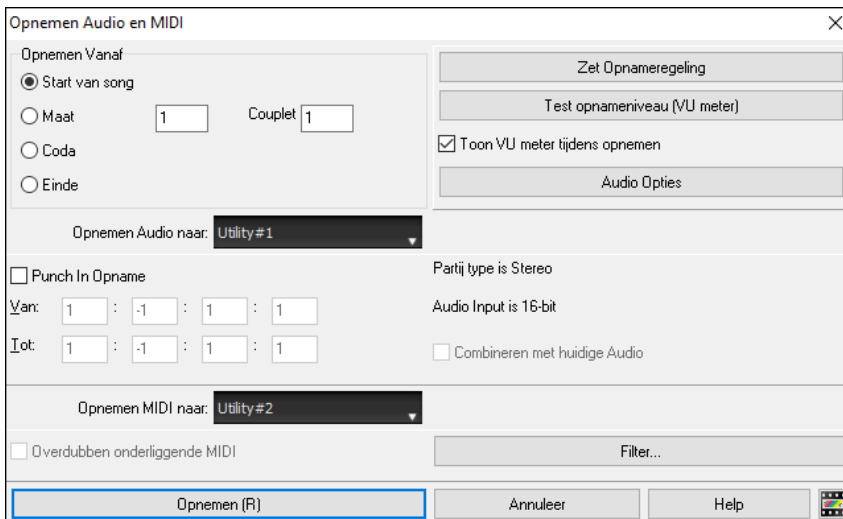 Opnemen Audio en MIDI
Opnemen Vanaf
Start van song
Maat 1 Couplet 1
Coda
Einde
Zet Opnameregeling
Test opnameniveau (VU meter)
Toon VU meter tijdens opnemen
Audio Opties
Opnemen Audio naar: Utility #1
Punch In Opname
Van: 1 : -1 : 1 : 1
Tot: 1 : -1 : 1 : 1
Partij type is Stereo
Audio Input is 16-bit
Combineren met huidige Audio
Opnemen MIDI naar: Utility #2
Overdubben onderliggende MIDI
Filter...
Opnemen (R)
Annuleer
Help